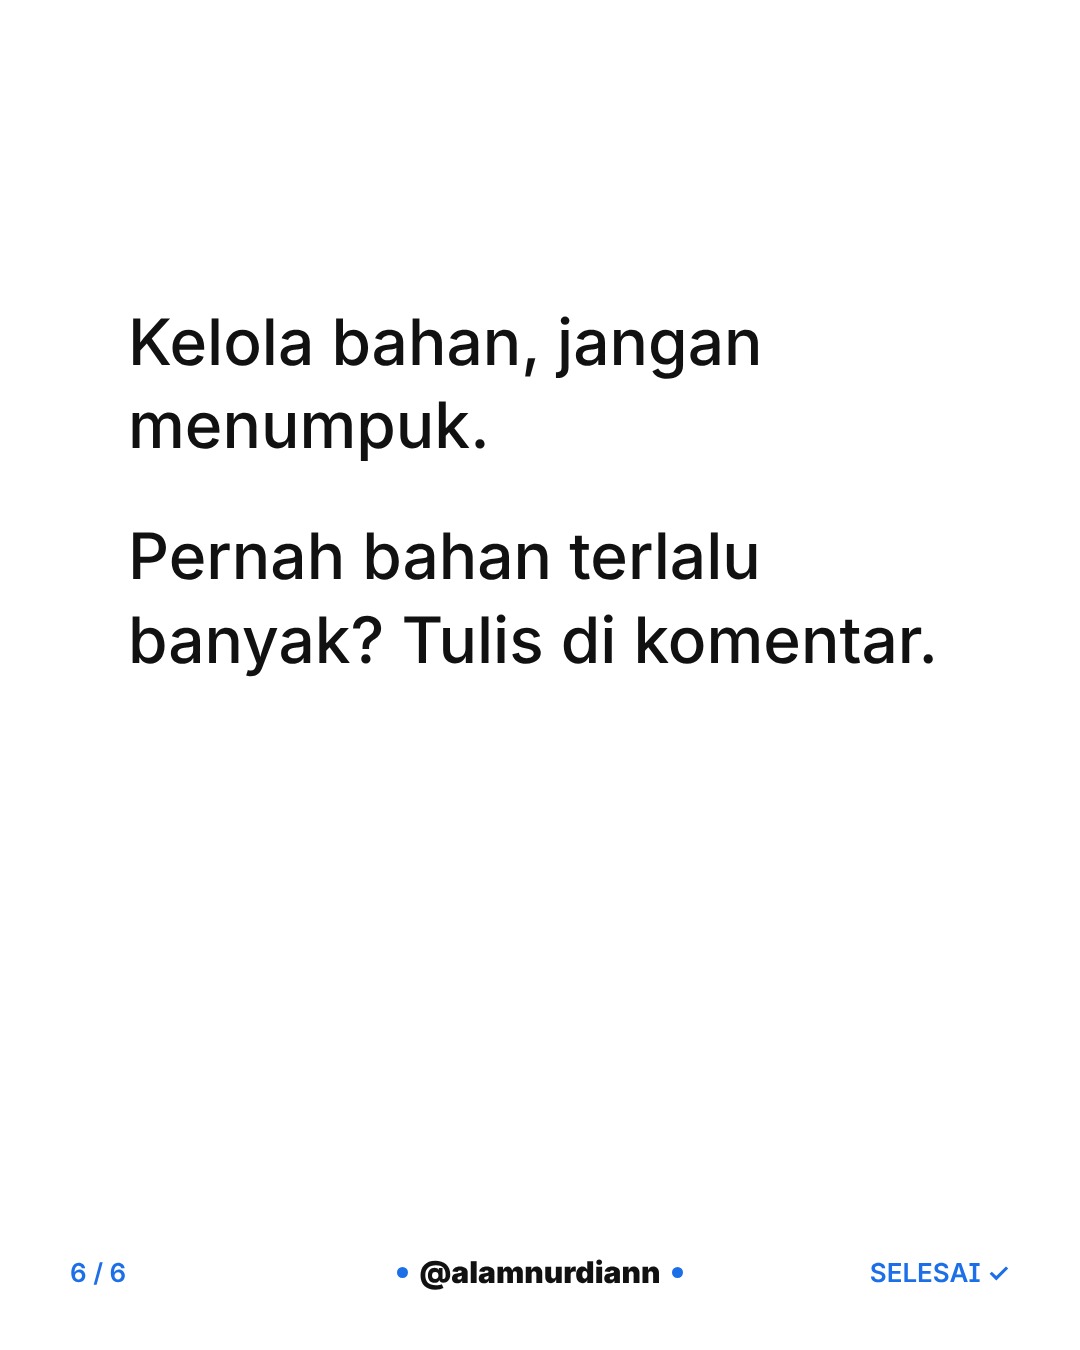 Kelola bahan, jangan
menumpuk.
Pernah bahan terlalu
banyak? Tulis di komentar.
6 / 6
• @alamnurdiann •
SELESAI ✓